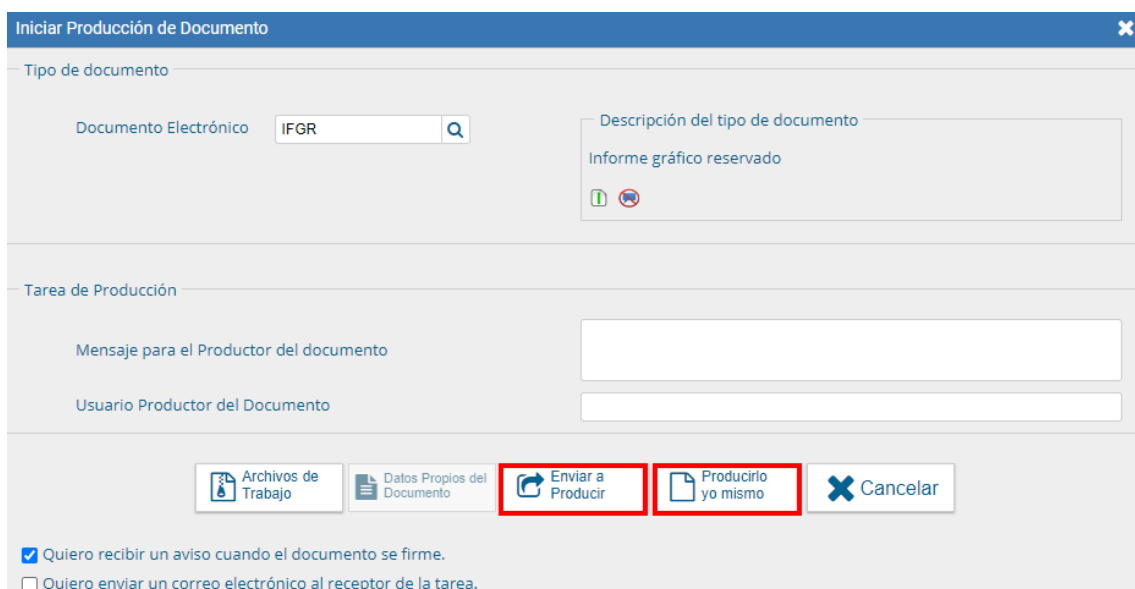 Iniciar Producción de Documento
Tipo de documento
Documento Electrónico
IFGR
Descripción del tipo de documento
Informe gráfico reservado
Tarea de Producción
Mensaje para el Productor del documento
Usuario Productor del Documento
Archivos de
Trabajo
Datos Propios del
Documento
Enviar a
Producir
Producirlo
yo mismo
Cancelar
Quiero recibir un aviso cuando el documento se firme.
Quiero enviar un correo electrónico al receptor de la tarea.